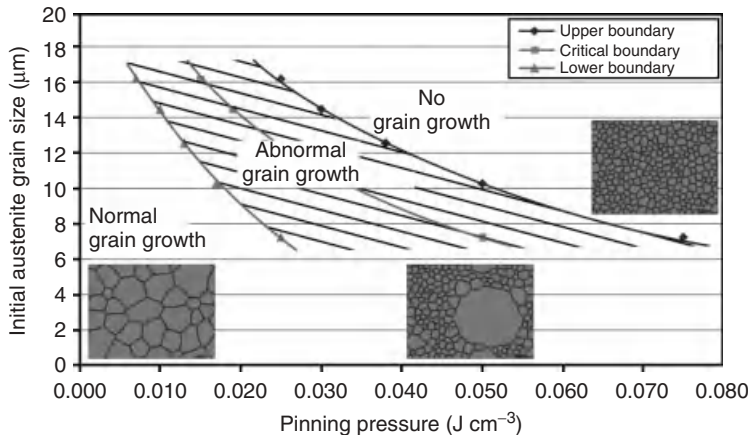 Initial austenite grain size (μm)
20
18
16
14
12
10
8
6
4
2
0
Upper boundary
Critical boundary
Lower boundary
No
grain growth
Abnormal
grain growth
Normal
grain growth
0.000 0.010 0.020 0.030 0.040 0.050 0.060 0.070 0.080
Pinning pressure (J cm⁻³)